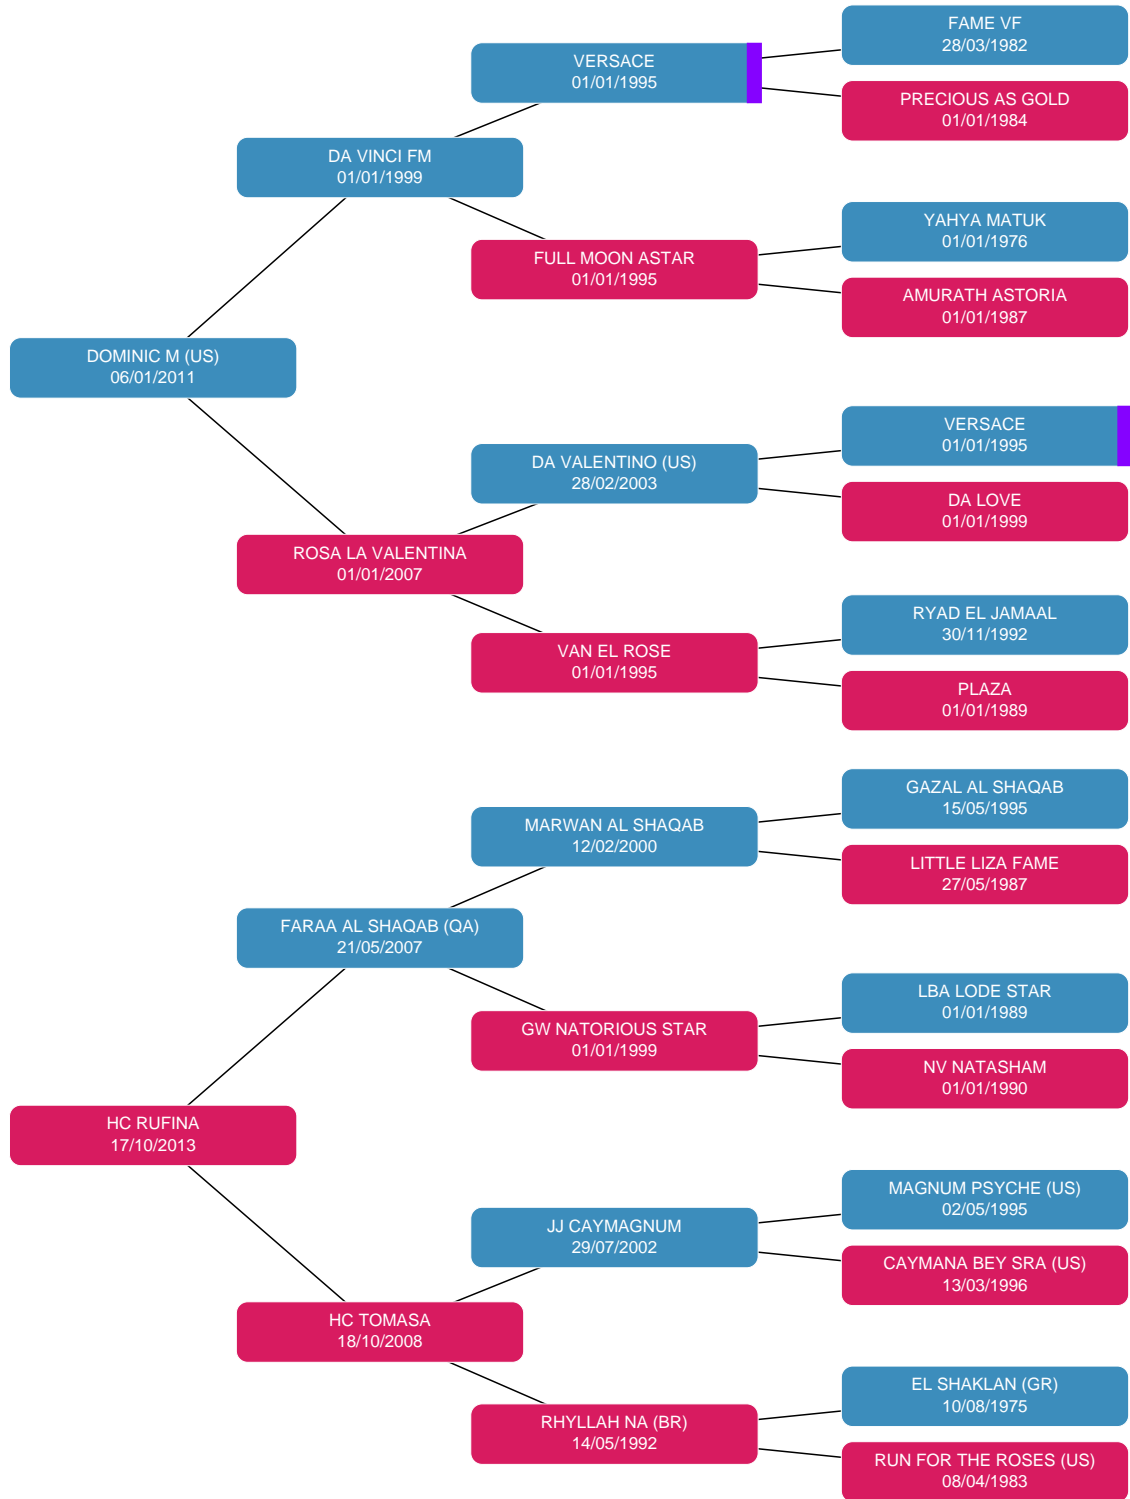 FAME VF
28/03/1982
VERSACE
01/01/1995
PRECIOUS AS GOLD
01/01/1984
DA VINCI FM
01/01/1999
YAHYA MATUK
01/01/1976
FULL MOON ASTAR
01/01/1995
AMURATH ASTORIA
01/01/1987
DOMINIC M (US)
06/01/2011
VERSACE
01/01/1995
DA VALENTINO (US)
28/02/2003
DA LOVE
01/01/1999
ROSA LA VALENTINA
01/01/2007
RYAD EL JAMAAL
30/11/1992
VAN EL ROSE
01/01/1995
PLAZA
01/01/1989
GAZAL AL SHAQAB
15/05/1995
MARWAN AL SHAQAB
12/02/2000
LITTLE LIZA FAME
27/05/1987
FARAA AL SHAQAB (QA)
21/05/2007
LBA LODE STAR
01/01/1989
GW NATORIOUS STAR
01/01/1999
NV NATASHAM
01/01/1990
HC RUFINA
17/10/2013
MAGNUM PSYCHE (US)
02/05/1995
JJ CAYMAGNUM
29/07/2002
CAYMANA BEY SRA (US)
13/03/1996
HC TOMASA
18/10/2008
EL SHAKLAN (GR)
10/08/1975
RHYLLAH NA (BR)
14/05/1992
RUN FOR THE ROSES (US)
08/04/1983